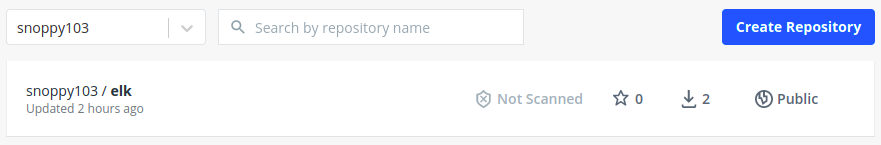 snoppy103
Search by repository name
Create Repository
snoppy103 / elk
Updated 2 hours ago
Not Scanned
0
2
Public